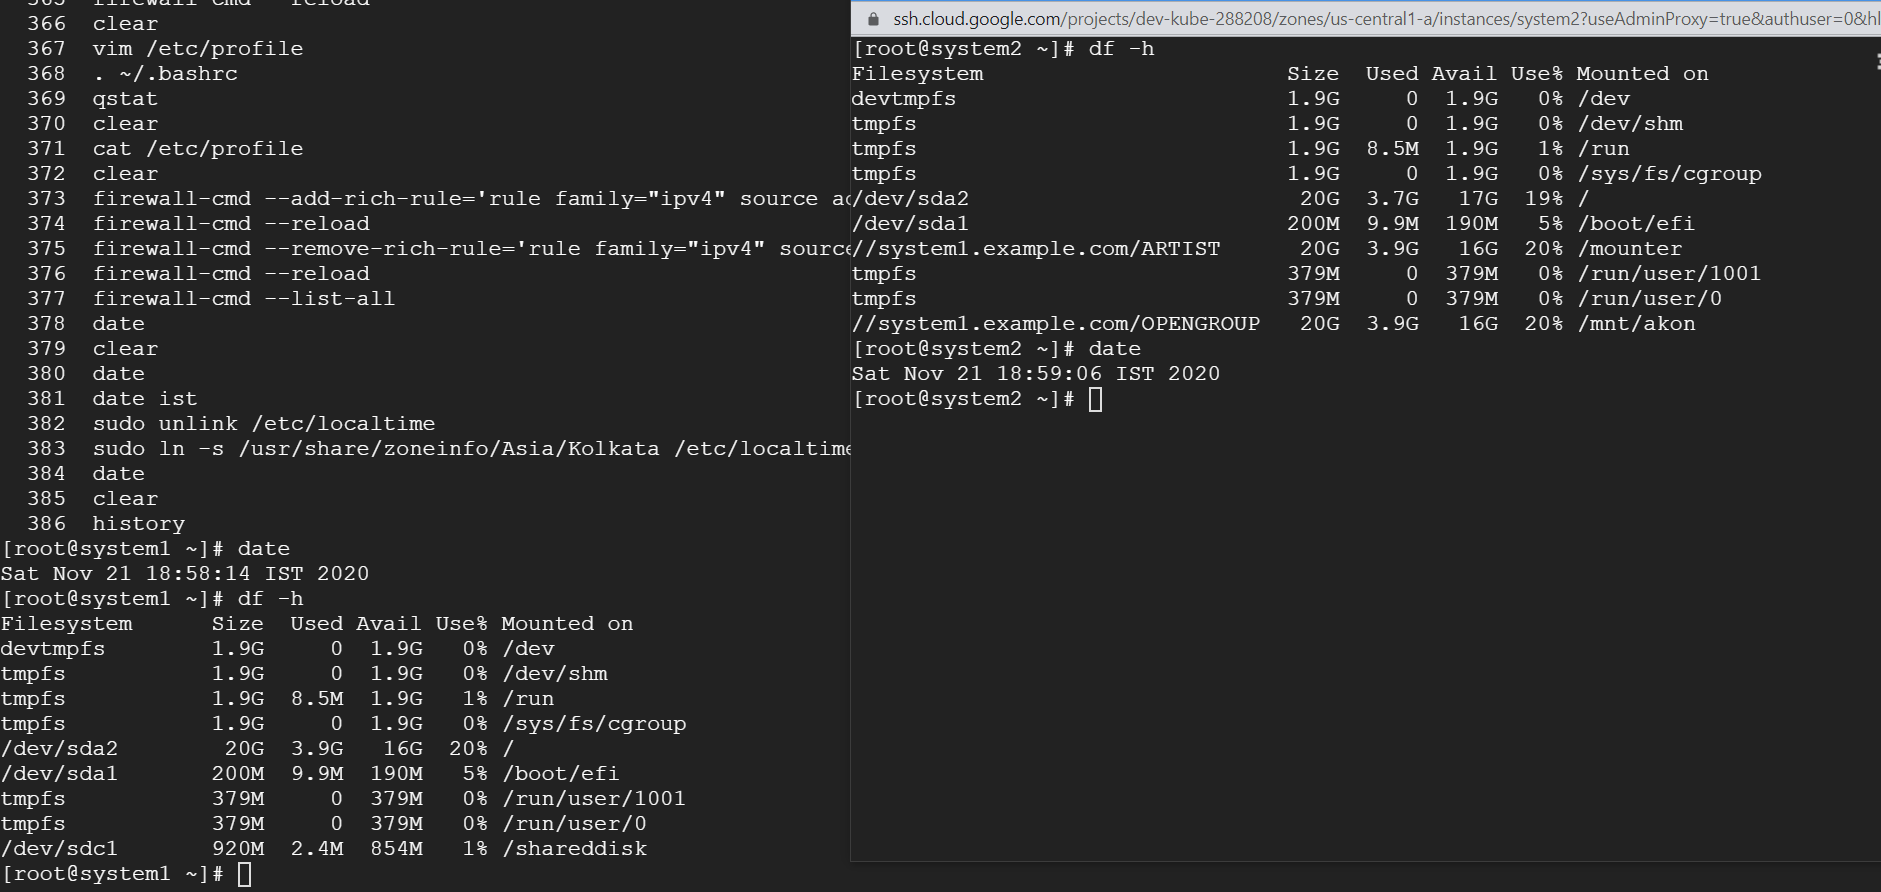 365  firewall-cmd --reload
366  clear
367  vim /etc/profile
368  . ~/.bashrc
369  qstat
370  clear
371  cat /etc/profile
372  clear
373  firewall-cmd --add-rich-rule='rule family="ipv4" source ac
374  firewall-cmd --reload
375  firewall-cmd --remove-rich-rule='rule family="ipv4" source
376  firewall-cmd --reload
377  firewall-cmd --list-all
378  date
379  clear
380  date
381  date ist
382  sudo unlink /etc/localtime
383  sudo ln -s /usr/share/zoneinfo/Asia/Kolkata /etc/localtime
384  date
385  clear
386  history
[root@system1 ~]# date
Sat Nov 21 18:58:14 IST 2020
[root@system1 ~]# df -h
Filesystem      Size  Used Avail Use% Mounted on
devtmpfs        1.9G     0  1.9G   0% /dev
tmpfs           1.9G     0  1.9G   0% /dev/shm
tmpfs           1.9G  8.5M  1.9G   1% /run
tmpfs           1.9G     0  1.9G   0% /sys/fs/cgroup
/dev/sda2        20G  3.9G   16G  20% /
/dev/sda1       200M  9.9M  190M   5% /boot/efi
tmpfs           379M     0  379M   0% /run/user/1001
tmpfs           379M     0  379M   0% /run/user/0
/dev/sdc1       920M  2.4M  854M   1% /shareddisk
[root@system1 ~]#
ssh.cloud.google.com/projects/dev-kube-288208/zones/us-central1-a/instances/system2?useAdminProxy=true&authuser=0&hl
[root@system2 ~]# df -h
Filesystem                       Size  Used Avail Use% Mounted on
devtmpfs                         1.9G     0  1.9G   0% /dev
tmpfs                            1.9G     0  1.9G   0% /dev/shm
tmpfs                            1.9G  8.5M  1.9G   1% /run
tmpfs                            1.9G     0  1.9G   0% /sys/fs/cgroup
/dev/sda2                         20G  3.7G   17G  19% /
/dev/sda1                        200M  9.9M  190M   5% /boot/efi
//system1.example.com/ARTIST      20G  3.9G   16G  20% /mounter
tmpfs                            379M     0  379M   0% /run/user/1001
tmpfs                            379M     0  379M   0% /run/user/0
//system1.example.com/OPENGROUP   20G  3.9G   16G  20% /mnt/akon
[root@system2 ~]# date
Sat Nov 21 18:59:06 IST 2020
[root@system2 ~]#